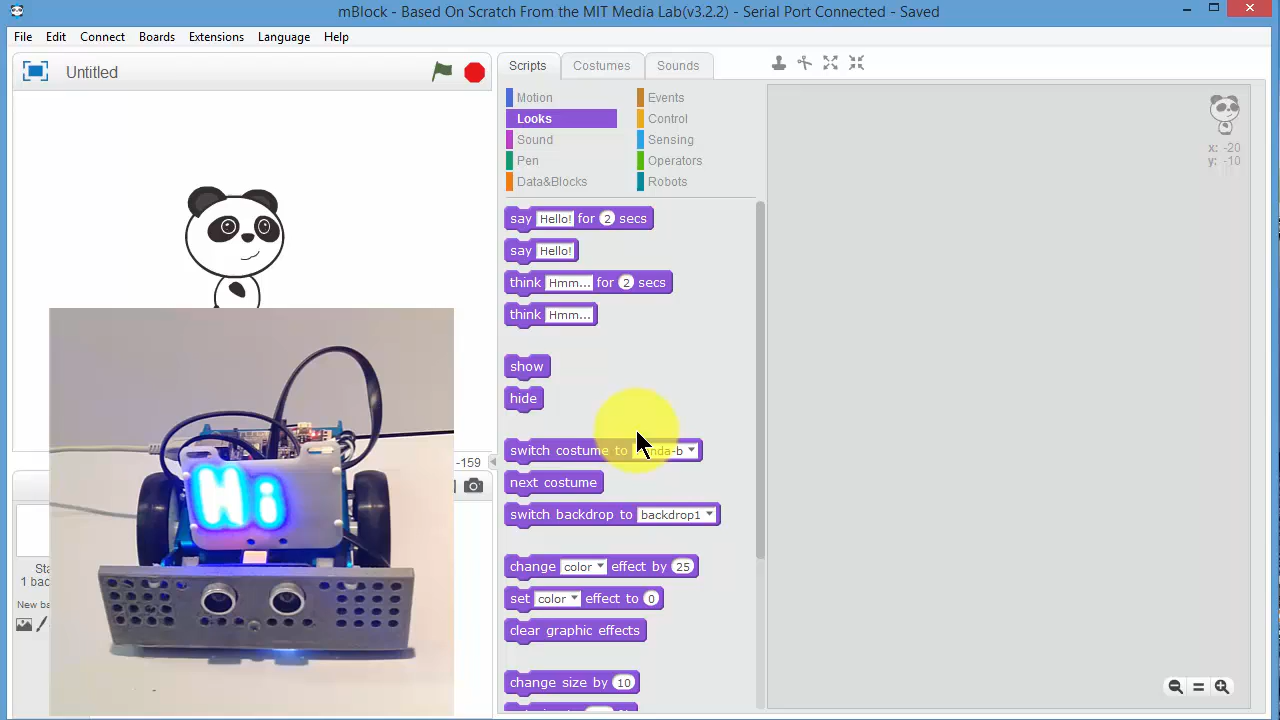 mBlock - Based On Scratch From the MIT Media Lab(v3.2.2) - Serial Port Connected - Saved
File Edit Connect Boards Extensions Language Help
Untitled
Scripts Costumes Sounds
Motion Events
Looks Control
Sound Sensing
Pen Operators
Data&Blocks Robots
x: -20
y: -10
say Hello! for 2 secs
say Hello!
think Hmm... for 2 secs
think Hmm...
show
hide
switch costume to
next costume
switch backdrop to backdrop1
change color effect by 25
set color effect to 0
clear graphic effects
change size by 10
-159
Hi
1 bac
New ba